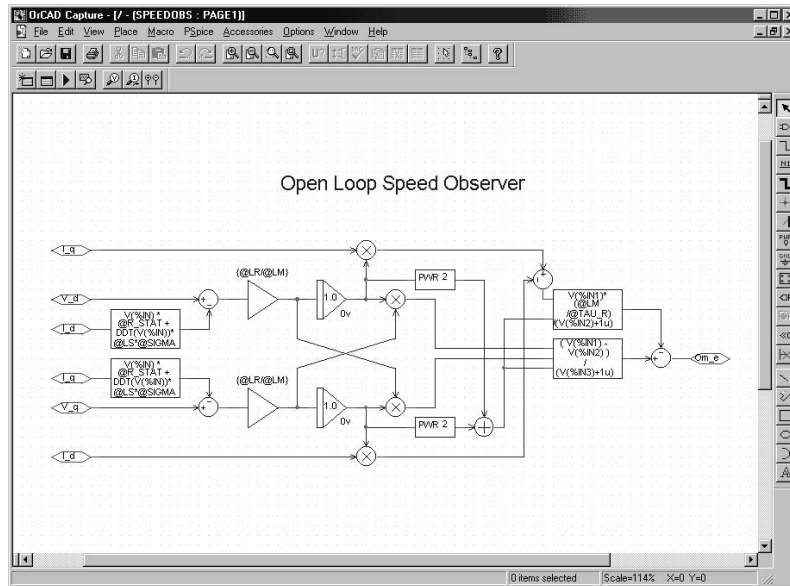 OrCAD Capture - [/ - (SPEEDOBS : PAGE1)]
File Edit View Place Macro PSpice Accessories Options Window Help
U?
N1
Open Loop Speed Observer
I_q
{@LR/@LM}
PWR 2
V_d
1.0
0v
V(%IN1)*
(@LM
/@TAU_R)
/(V(%IN2)+1u)
I_d
V(%IN) *
@R_STAT +
DDT(V(%IN))*
@LS*@SIGMA
( V(%IN1) -
V(%IN2) )
/
(V(%IN3)+1u)
Om_e
I_q
V(%IN) *
@R_STAT +
DDT(V(%IN))*
@LS*@SIGMA
{@LR/@LM}
V_q
1.0
0v
PWR 2
I_d
0 items selected Scale=114% X=0 Y=0